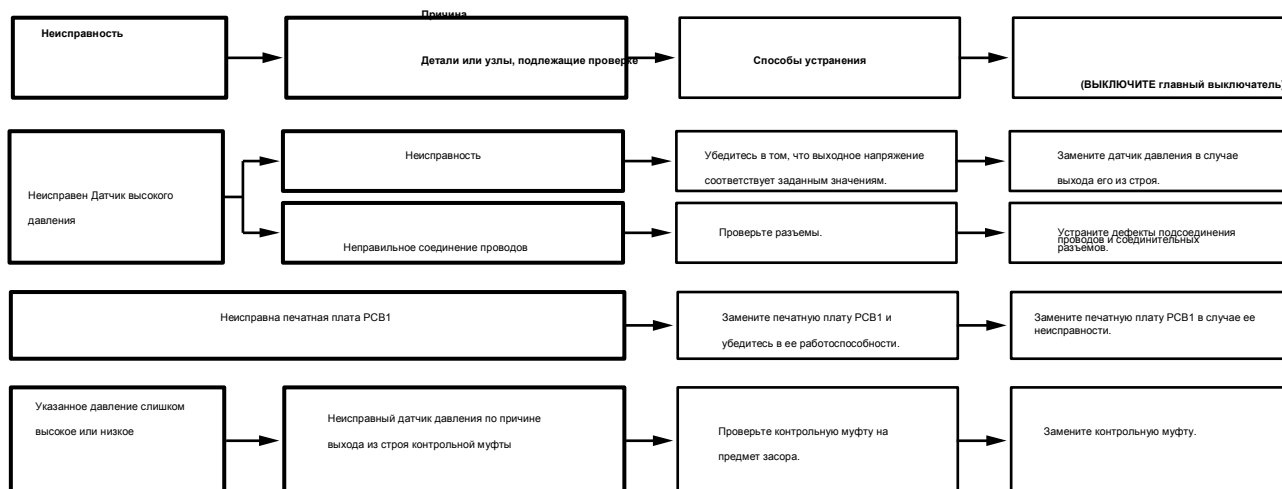 Причина
Неисправность
Детали или узлы, подлежащие проверке
Способы устранения
(ВЫКЛЮЧИТЕ главный выключатель)
Неисправен Датчик высокого
давления
Неисправность
Убедитесь в том, что выходное напряжение
соответствует заданным значениям.
Замените датчик давления в случае
выхода его из строя.
Неправильное соединение проводов
Проверьте разъемы.
Устраните дефекты подсоединения
проводов и соединительных
разъемов.
Неисправна печатная плата PCB1
Замените печатную плату PCB1 и
убедитесь в ее работоспособности.
Замените печатную плату PCB1 в случае ее
неисправности.
Указанное давление слишком
высокое или низкое
Неисправный датчик давления по причине
выхода из строя контрольной муфты
Проверьте контрольную муфту на
предмет засора.
Замените контрольную муфту.